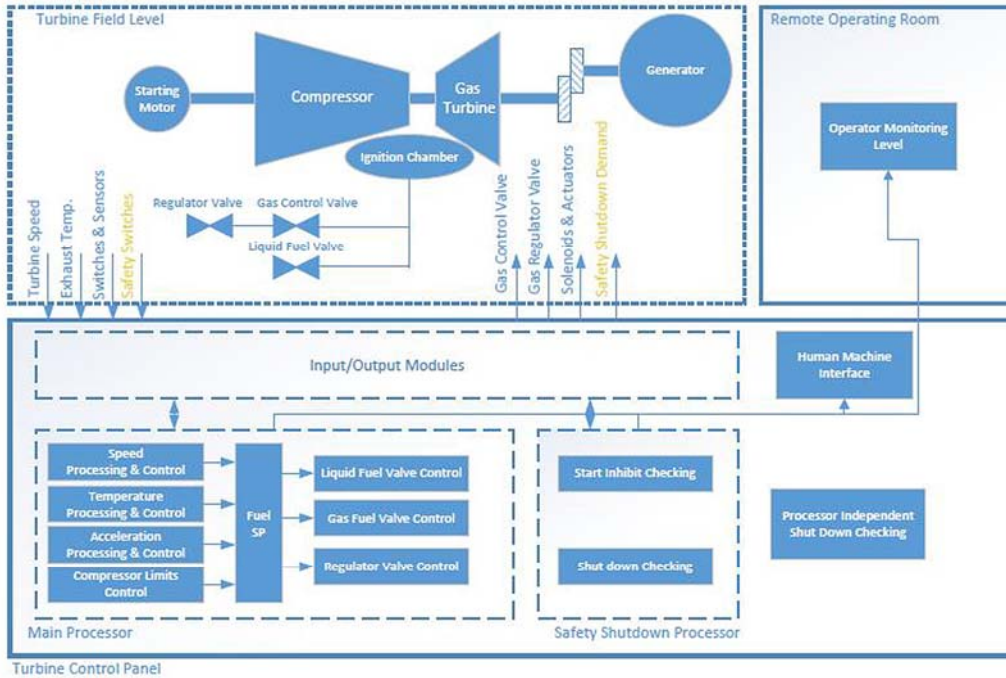 Turbine Field Level
Remote Operating Room
Starting
Motor
Compressor
Gas
Turbine
Generator
Ignition Chamber
Regulator Valve
Gas Control Valve
Liquid Fuel Valve
Turbine Speed
Exhaust Temp.
Switches & Sensors
Safety Switches
Gas Control Valve
Gas Regulator Valve
Solenoids & Actuators
Safety Shutdown Demand
Operator Monitoring
Level
Input/Output Modules
Human Machine
Interface
Speed
Processing & Control
Temperature
Processing & Control
Acceleration
Processing & Control
Compressor Limits
Control
Fuel
SP
Liquid Fuel Valve Control
Gas Fuel Valve Control
Regulator Valve Control
Start Inhibit Checking
Shut down Checking
Processor Independent
Shut Down Checking
Main Processor
Safety Shutdown Processor
Turbine Control Panel